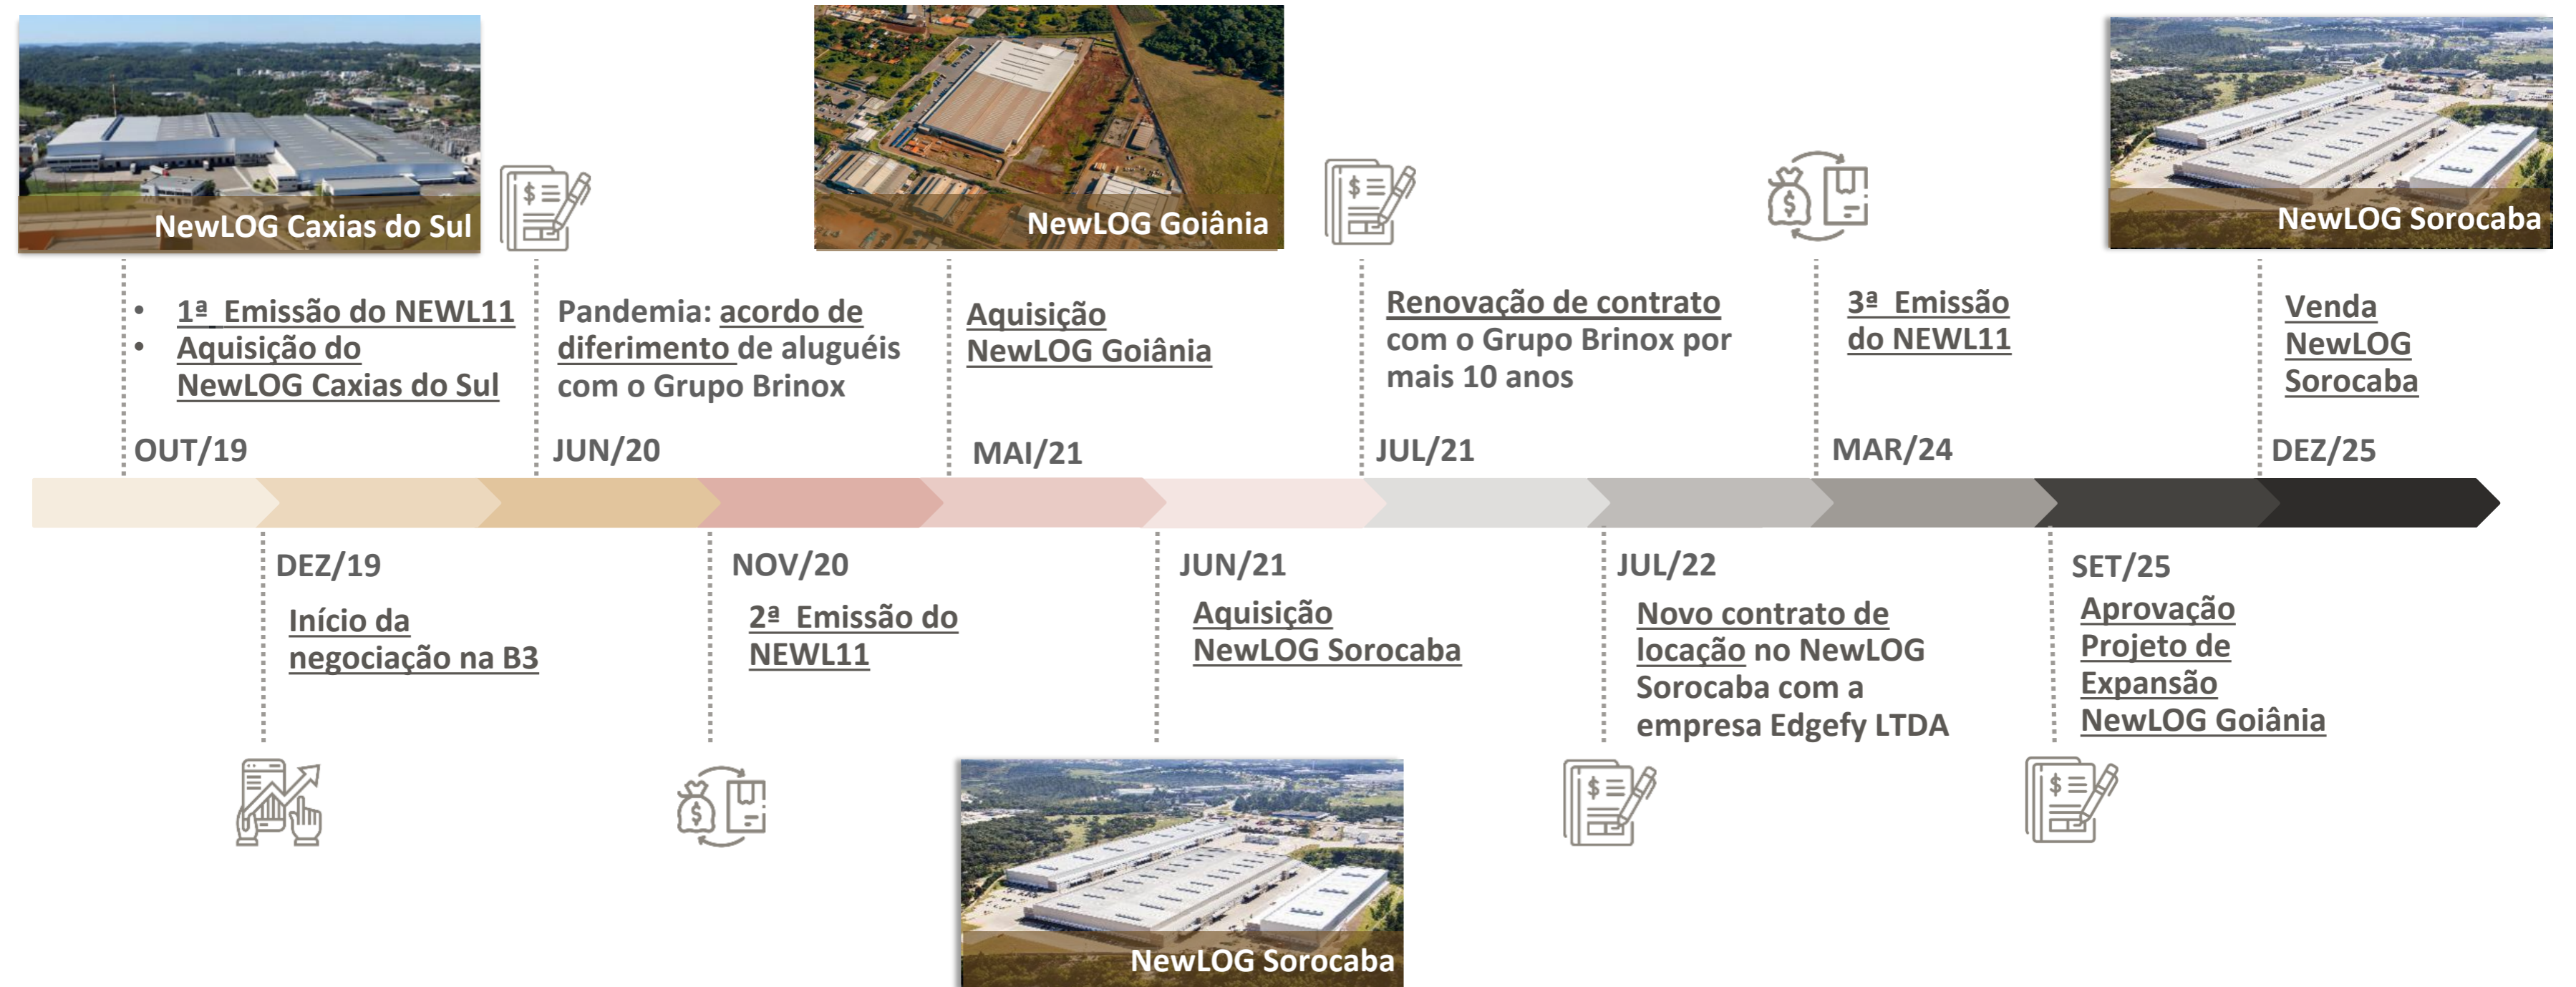 NewLOG Caxias do Sul
NewLOG Goiânia
NewLOG Sorocaba
• 1ª Emissão do NEWL11
• Aquisição do
NewLOG Caxias do Sul
OUT/19
Pandemia: acordo de
diferimento de aluguéis
com o Grupo Brinox
JUN/20
Aquisição
NewLOG Goiânia
MAI/21
Renovação de contrato
com o Grupo Brinox por
mais 10 anos
JUL/21
3ª Emissão
do NEWL11
MAR/24
Venda
NewLOG
Sorocaba
DEZ/25
DEZ/19
Início da
negociação na B3
NOV/20
2ª Emissão do
NEWL11
JUN/21
Aquisição
NewLOG Sorocaba
JUL/22
Novo contrato de
locação no NewLOG
Sorocaba com a
empresa Edgefy LTDA
SET/25
Aprovação
Projeto de
Expansão
NewLOG Goiânia
NewLOG Sorocaba